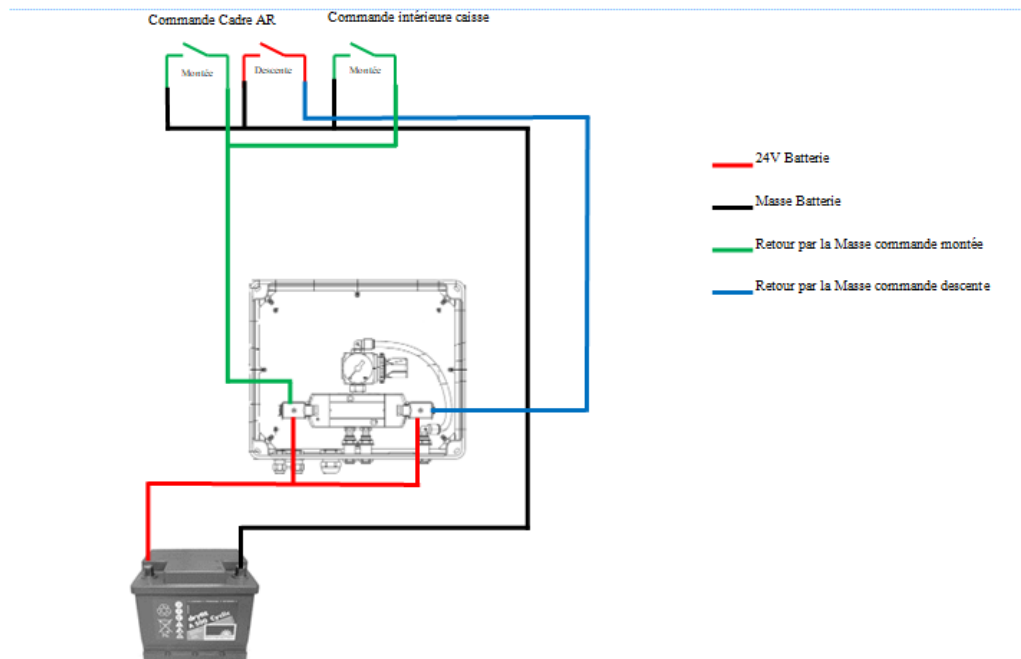 Commande Cadre AR
Commande intérieure caisse
Montée
Descente
Montée
24V Batterie
Masse Batterie
Retour par la Masse commande montée
Retour par la Masse commande descente